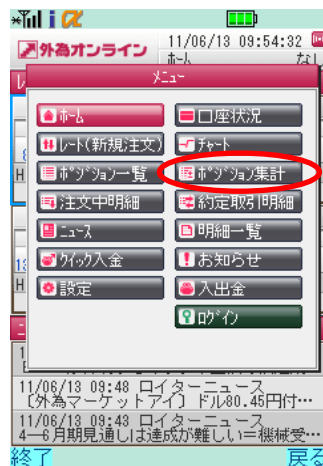 iα
外為オンライン 11/06/13 09:54:32
ﾎｰﾑ なし
ﾒﾆｭｰ
ﾎｰﾑ 口座状況
ﾚｰﾄ(新規注文) ﾁｬｰﾄ
ﾎﾟｼﾞｼｮﾝ一覧 ﾎﾟｼﾞｼｮﾝ集計
注文中明細 約定取引明細
ﾆｭｰｽ 明細一覧
ｸｲｯｸ入金 お知らせ
設定 入出金
ﾛｸﾞｲﾝ
11/06/13 09:48 ロイターニュース
〔外為マーケットアイ〕ドル80.45円付…
11/06/13 09:43 ロイターニュース
4―6月期見通しは達成が難しい＝機械受…
終了 戻る